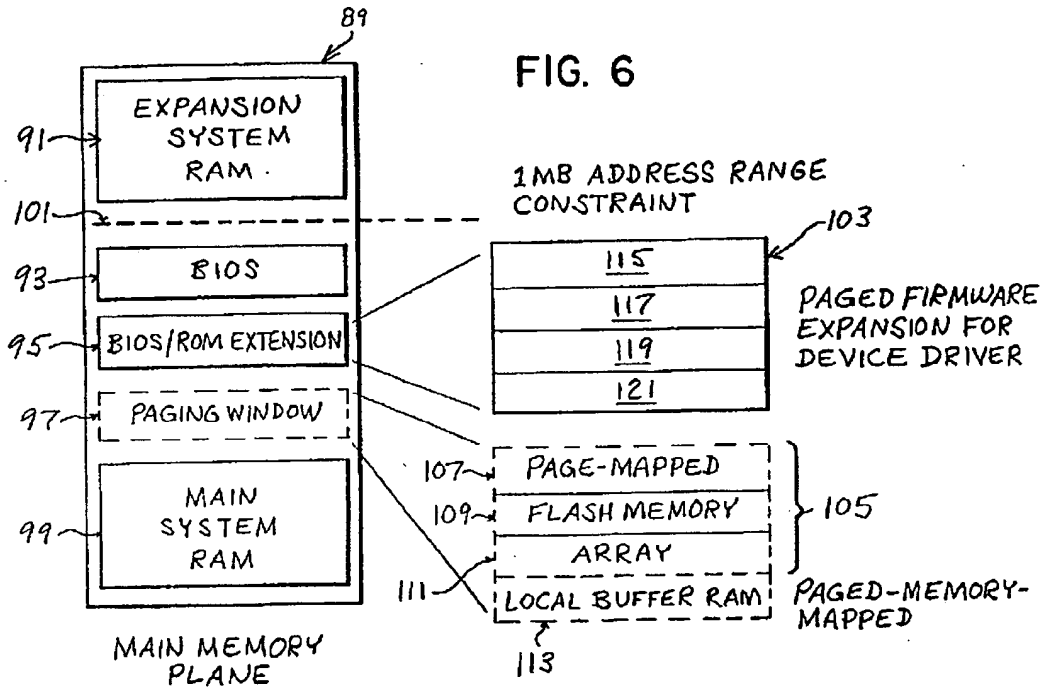 89
FIG. 6
91
EXPANSION
SYSTEM
RAM.
1MB ADDRESS RANGE
CONSTRAINT
101
103
93
BIOS
95
BIOS/ROM EXTENSION
97
PAGING WINDOW
99
MAIN
SYSTEM
RAM
MAIN MEMORY
PLANE
115
117
119
121
PAGED FIRMWARE
EXPANSION FOR
DEVICE DRIVER
107
PAGE-MAPPED
109
FLASH MEMORY
111
ARRAY
LOCAL BUFFER RAM
113
105
PAGED-MEMORY-
MAPPED